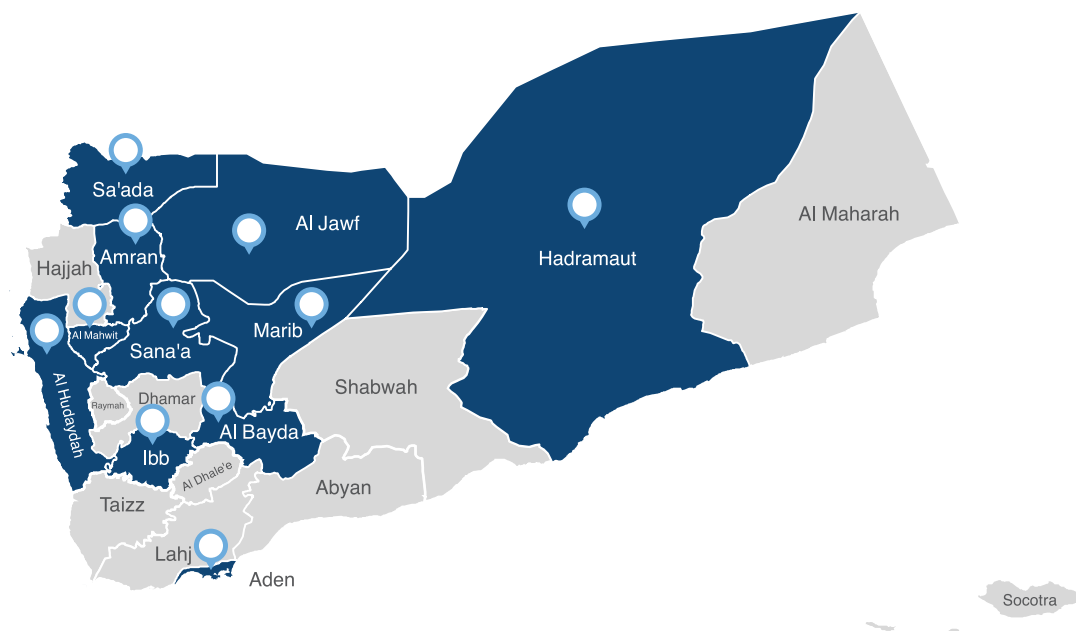 Sa'ada
Al Jawf
Al Maharah
Amran
Hajjah
Hadramaut
Al Mahwit
Marib
Sana'a
Shabwah
Al Hudaydah
Raymah
Dhamar
Al Bayda
Ibb
Al Dhale'e
Abyan
Taizz
Lahj
Aden
Socotra